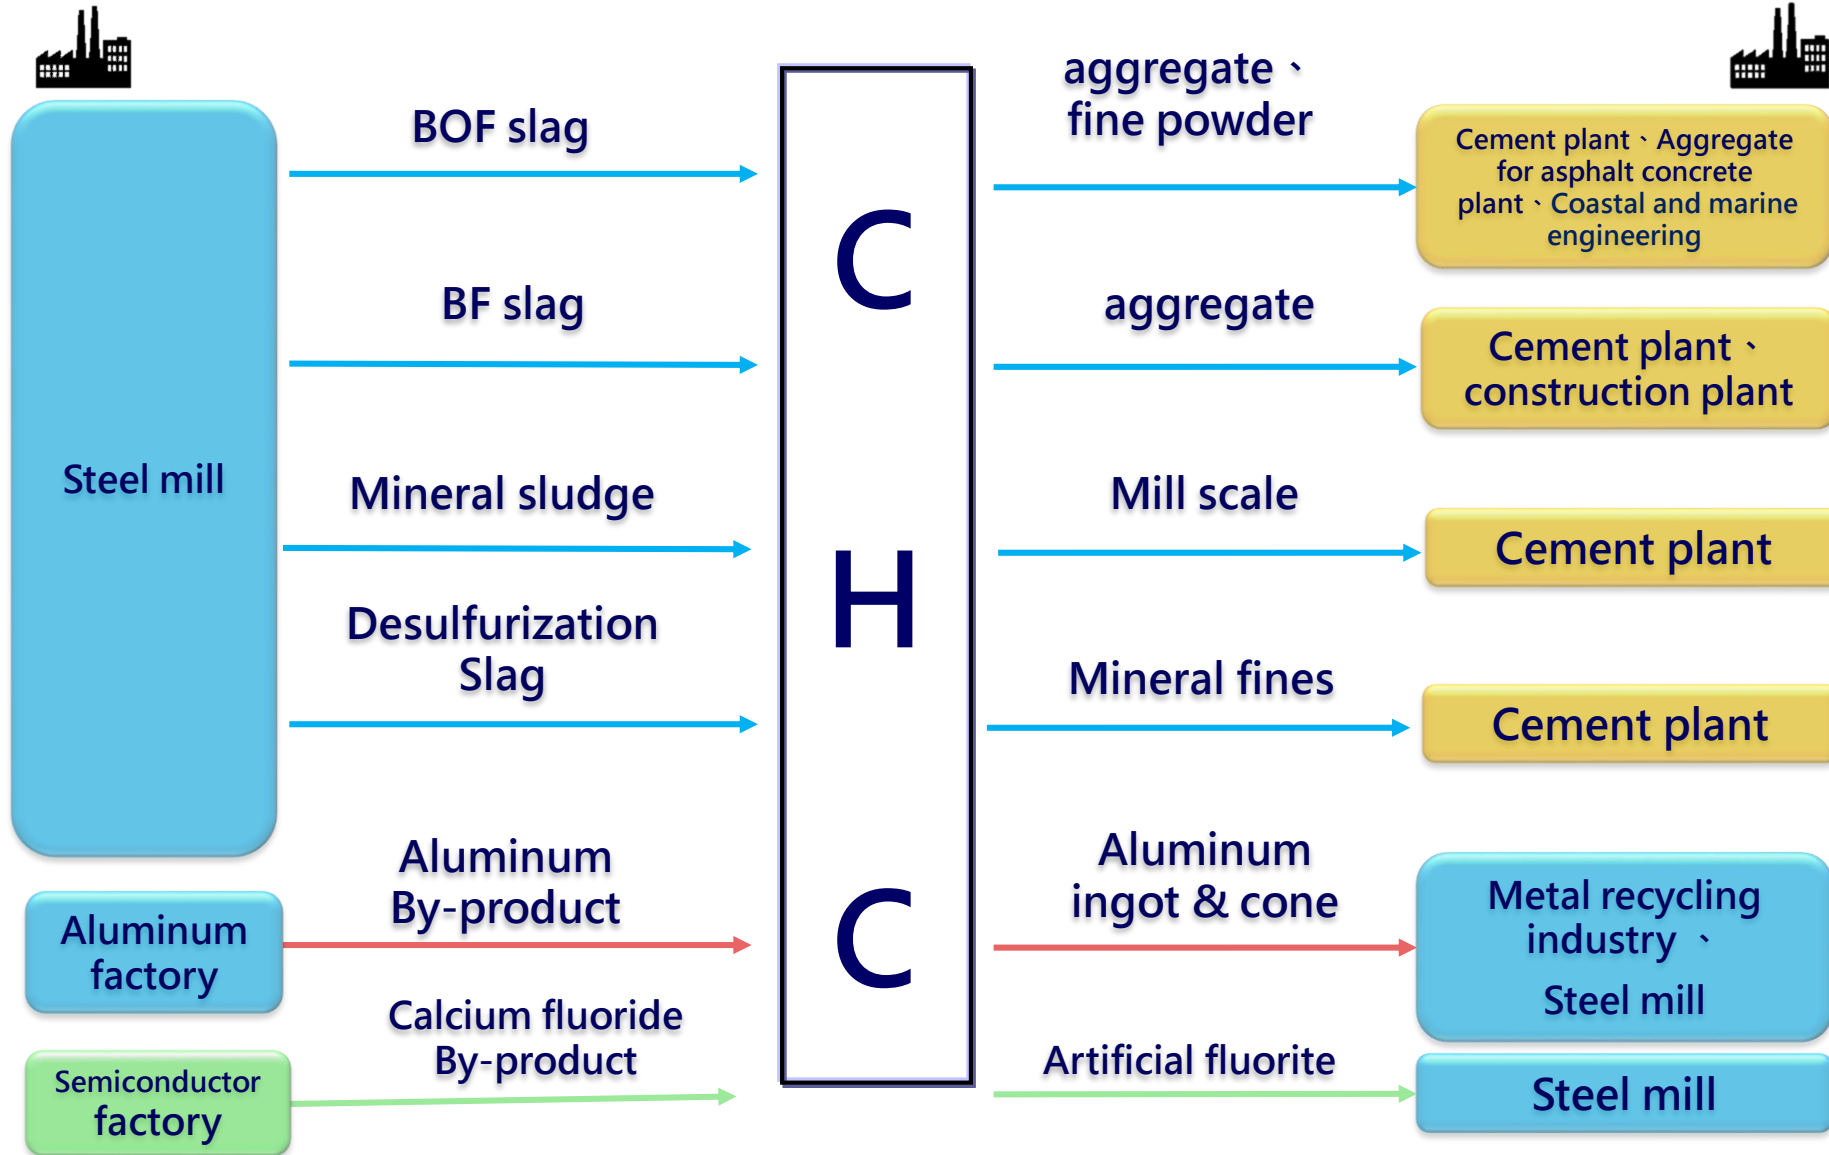 Steel mill
Aluminum
factory
Semiconductor
factory
BOF slag
BF slag
Mineral sludge
Desulfurization
Slag
Aluminum
By-product
Calcium fluoride
By-product
C
H
C
aggregate、
fine powder
aggregate
Mill scale
Mineral fines
Aluminum
ingot & cone
Artificial fluorite
Cement plant、Aggregate
for asphalt concrete
plant、Coastal and marine
engineering
Cement plant、
construction plant
Cement plant
Cement plant
Metal recycling
industry 、
Steel mill
Steel mill